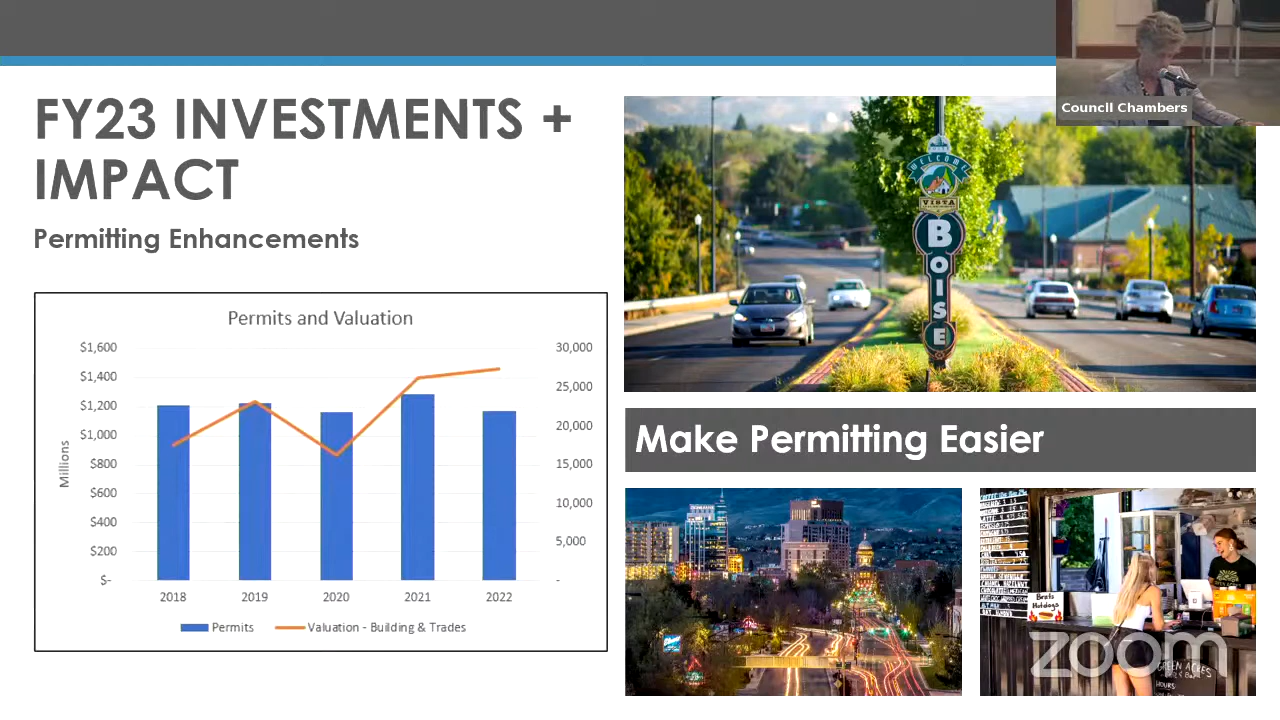 Council Chambers
FY23 INVESTMENTS +
IMPACT
Permitting Enhancements
Permits and Valuation
Millions
$1,600
$1,400
$1,200
$1,000
$800
$600
$400
$200
$-
30,000
25,000
20,000
15,000
10,000
5,000
-
2018 2019 2020 2021 2022
Permits Valuation - Building & Trades
WELCOME
VISTA
BOISE
Make Permitting Easier
Brats
Hotdogs
zoom
GREEN ACRES
HOURS